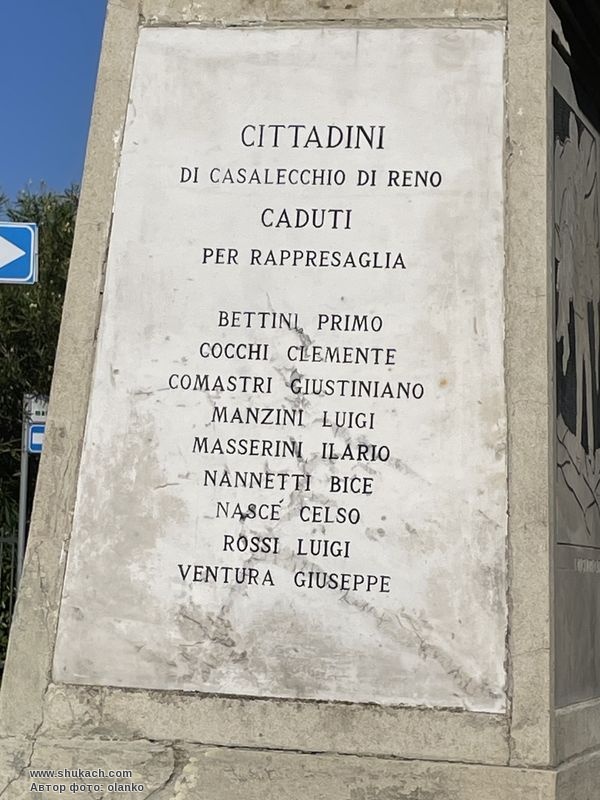 CITTADINI
DI CASALECCHIO DI RENO
CADUTI
PER RAPPRESAGLIA
BETTINI PRIMO
COCCHI CLEMENTE
COMASTRI GIUSTINIANO
MANZINI LUIGI
MASSERINI ILARIO
NANNETTI BICE
NASCÉ CELSO
ROSSI LUIGI
VENTURA GIUSEPPE
www.shukach.com
Автор фото: olanko